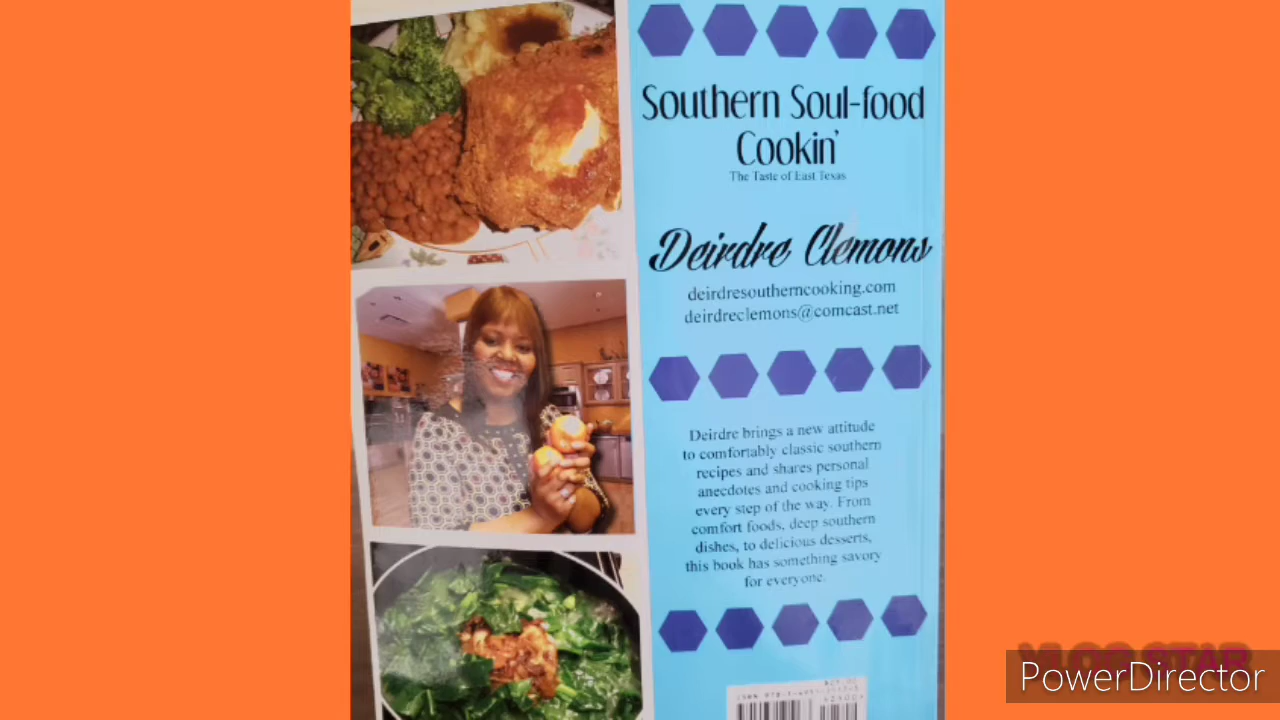 Southern Soul-food
Cookin'
The Taste of East Texas
Deirdre Clemons
deirdresoutherncooking.com
deirdreclemons@comcast.net
Deirdre brings a new attitude
to comfortably classic southern
recipes and shares personal
anecdotes and cooking tips
every step of the way. From
comfort foods, deep southern
dishes, to delicious desserts,
this book has something savory
for everyone.
ISBN
PowerDirector